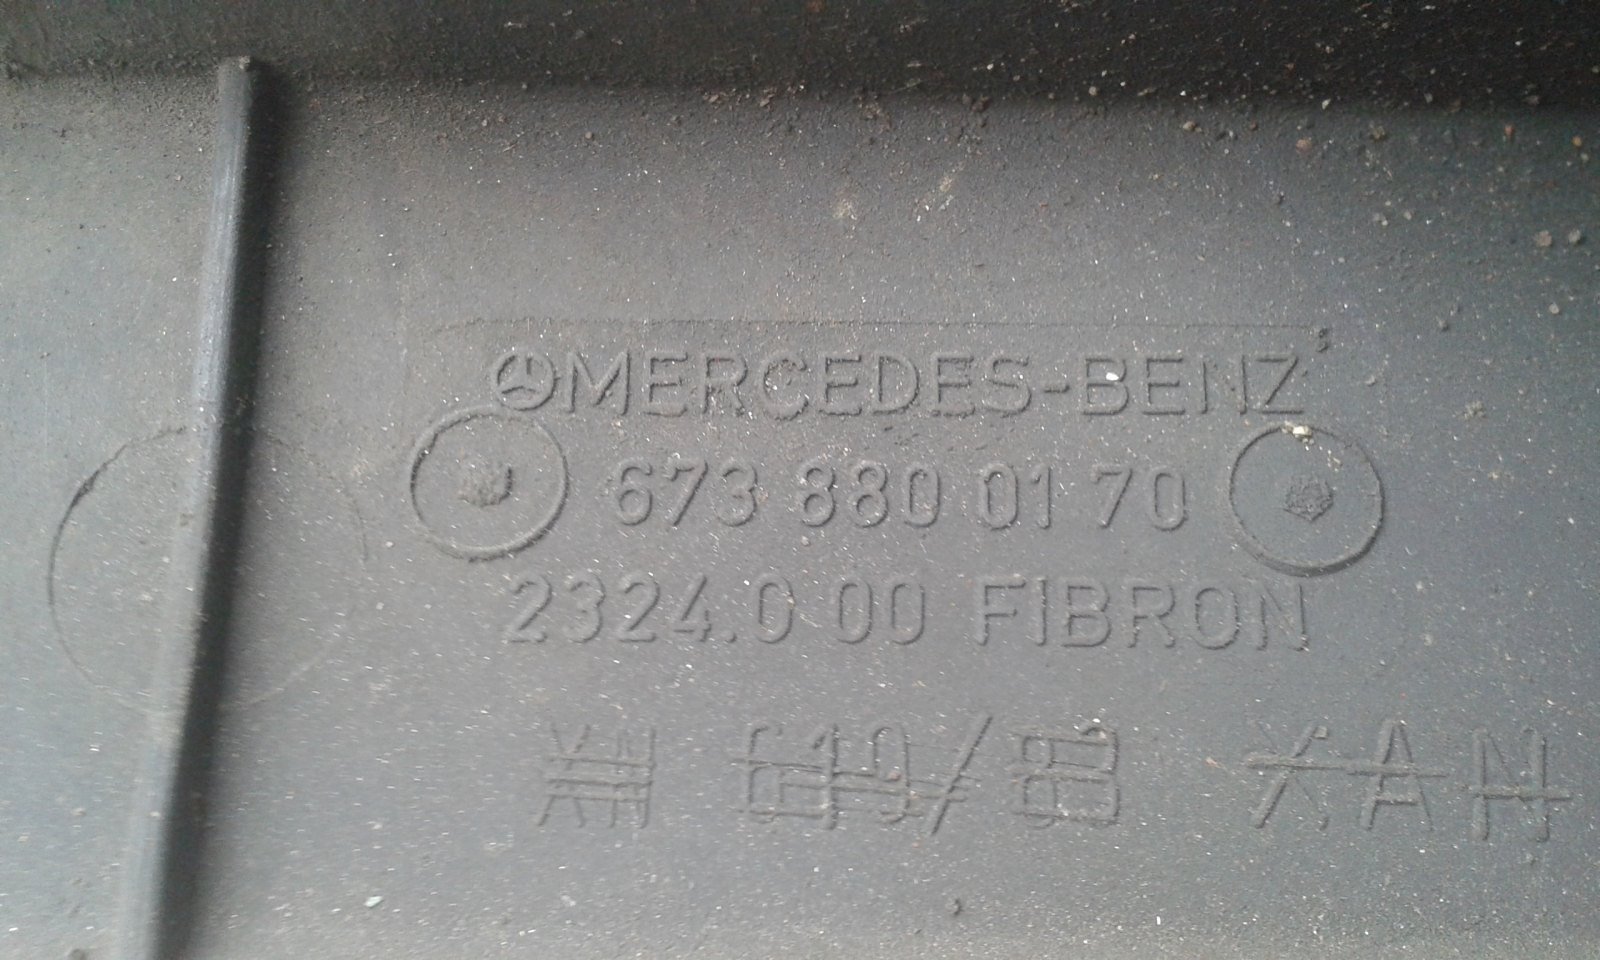 MERCEDES-BENZ
673 880 01 70
2324.0 00 FIBRON